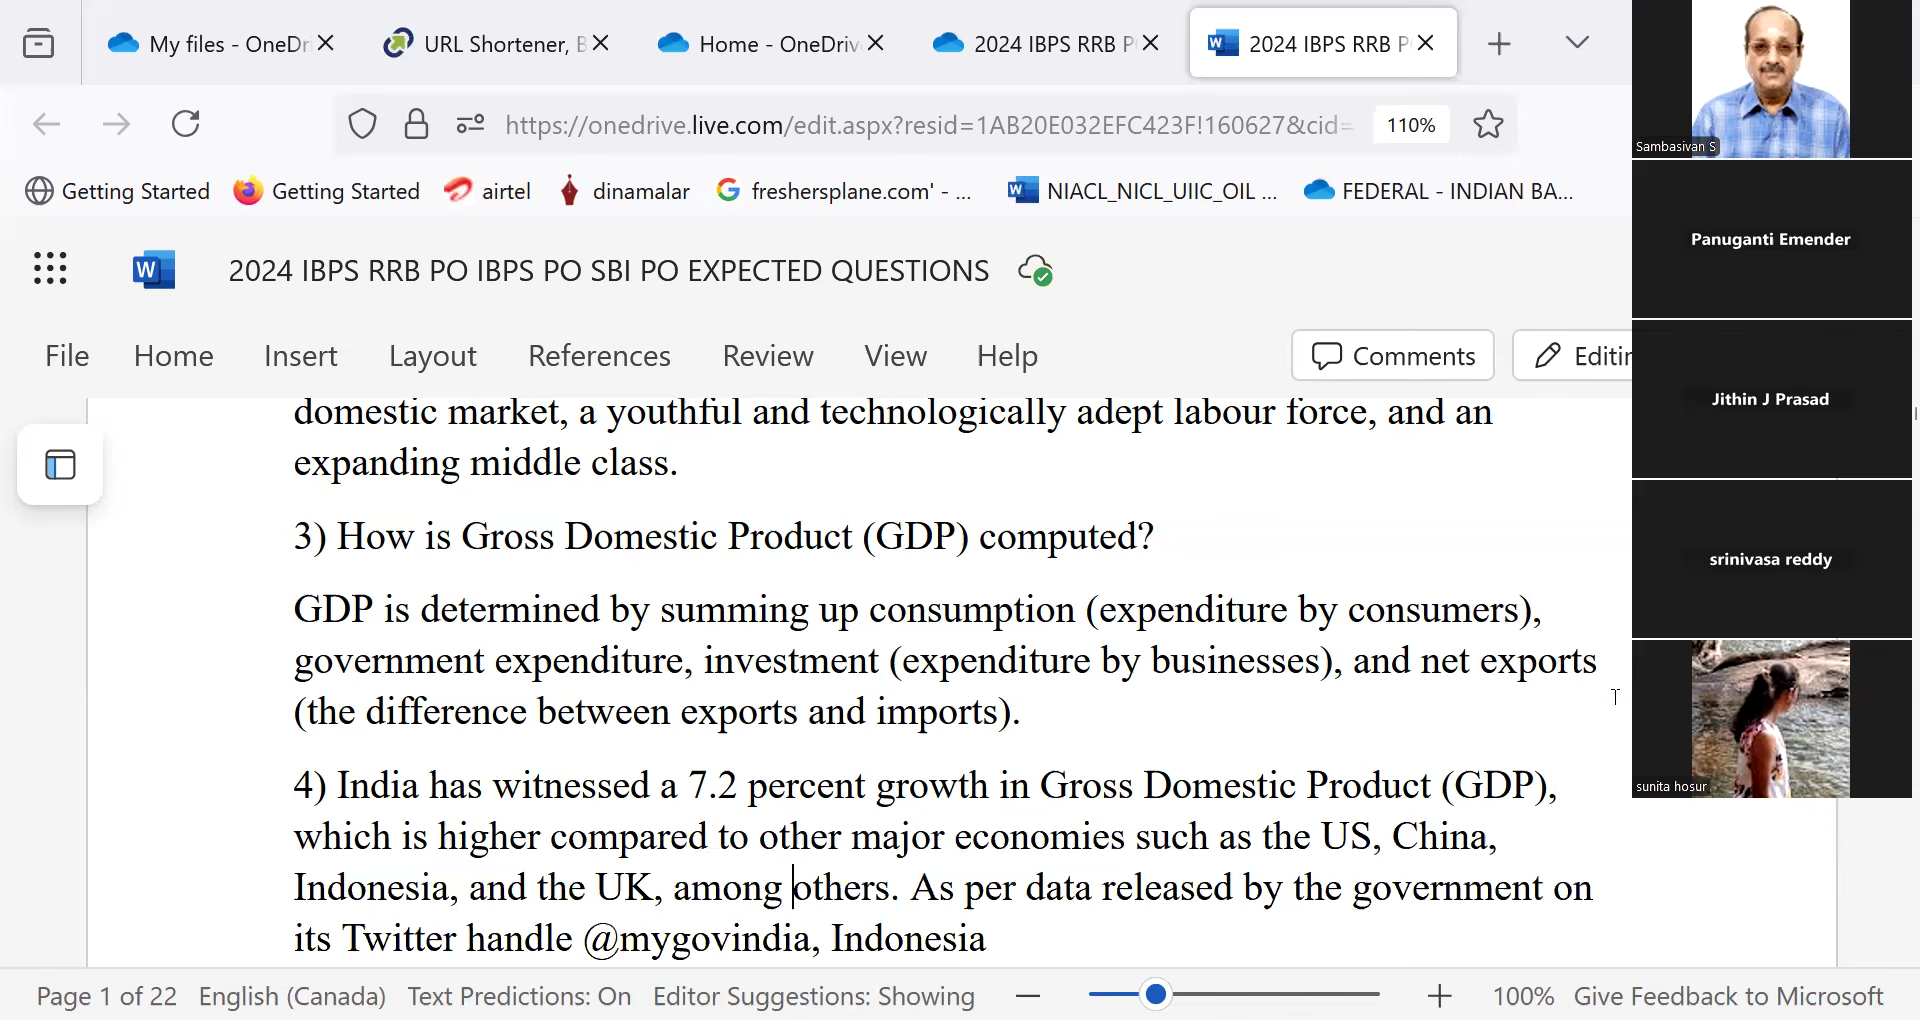 My files - OneDri
URL Shortener, B
Home - OneDrive
2024 IBPS RRB P
2024 IBPS RRB P
https://onedrive.live.com/edit.aspx?resid=1AB20E032EFC423F!160627&cid=
110%
Getting Started
Getting Started
airtel
dinamalar
freshersplane.com' - ...
NIACL_NICL_UIIC_OIL ...
FEDERAL - INDIAN BA...
W
2024 IBPS RRB PO IBPS PO SBI PO EXPECTED QUESTIONS
File
Home
Insert
Layout
References
Review
View
Help
Comments
Editin
domestic market, a youthful and technologically adept labour force, and an
expanding middle class.
3) How is Gross Domestic Product (GDP) computed?
GDP is determined by summing up consumption (expenditure by consumers),
government expenditure, investment (expenditure by businesses), and net exports
(the difference between exports and imports).
4) India has witnessed a 7.2 percent growth in Gross Domestic Product (GDP),
which is higher compared to other major economies such as the US, China,
Indonesia, and the UK, among others. As per data released by the government on
its Twitter handle @mygovindia, Indonesia
Page 1 of 22
English (Canada)
Text Predictions: On
Editor Suggestions: Showing
100%
Give Feedback to Microsoft
Sambasivan S
Panuganti Emender
Jithin J Prasad
srinivasa reddy
sunita hosur